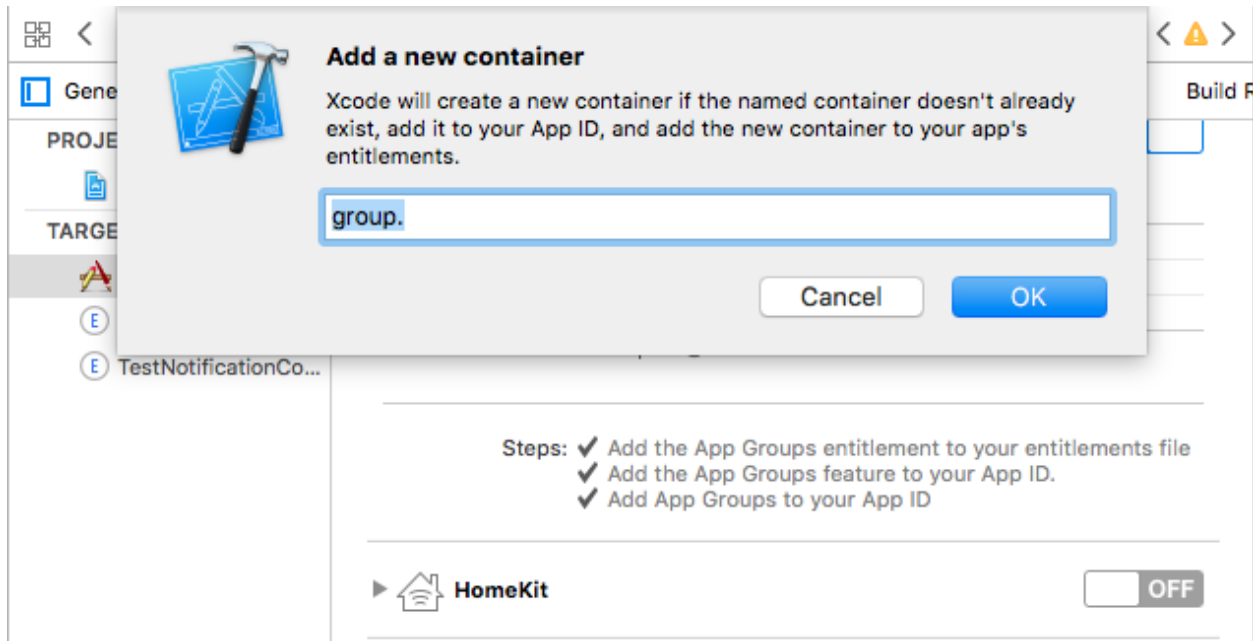 Add a new container
Xcode will create a new container if the named container doesn't already
exist, add it to your App ID, and add the new container to your app's
entitlements.
group.
Cancel
OK
Gene
Build R
PROJE
TARGE
E
E TestNotificationCo...
Steps: ✓ Add the App Groups entitlement to your entitlements file
✓ Add the App Groups feature to your App ID.
✓ Add App Groups to your App ID
HomeKit
OFF